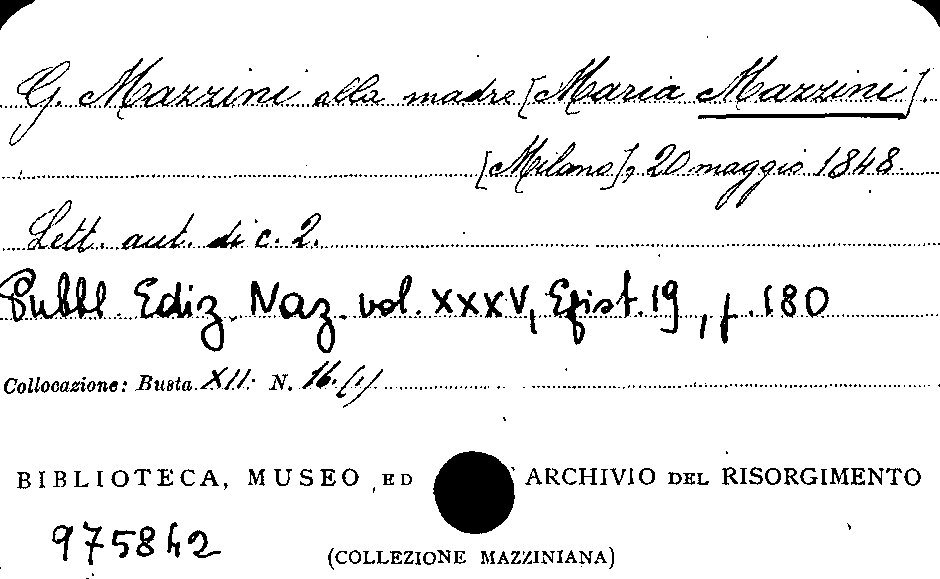 G. Mazzini alla madre [Maria Mazzini].
[Milano], 20 maggio 1848.
Lett. aut. di c. 2.
Pubbl. Ediz. Naz. vol. XXXV, Epist. 19, p. 180
Collocazione: Busta XII. N. 16.(1)
BIBLIOTECA, MUSEO ED ARCHIVIO DEL RISORGIMENTO
975842
(COLLEZIONE MAZZINIANA)